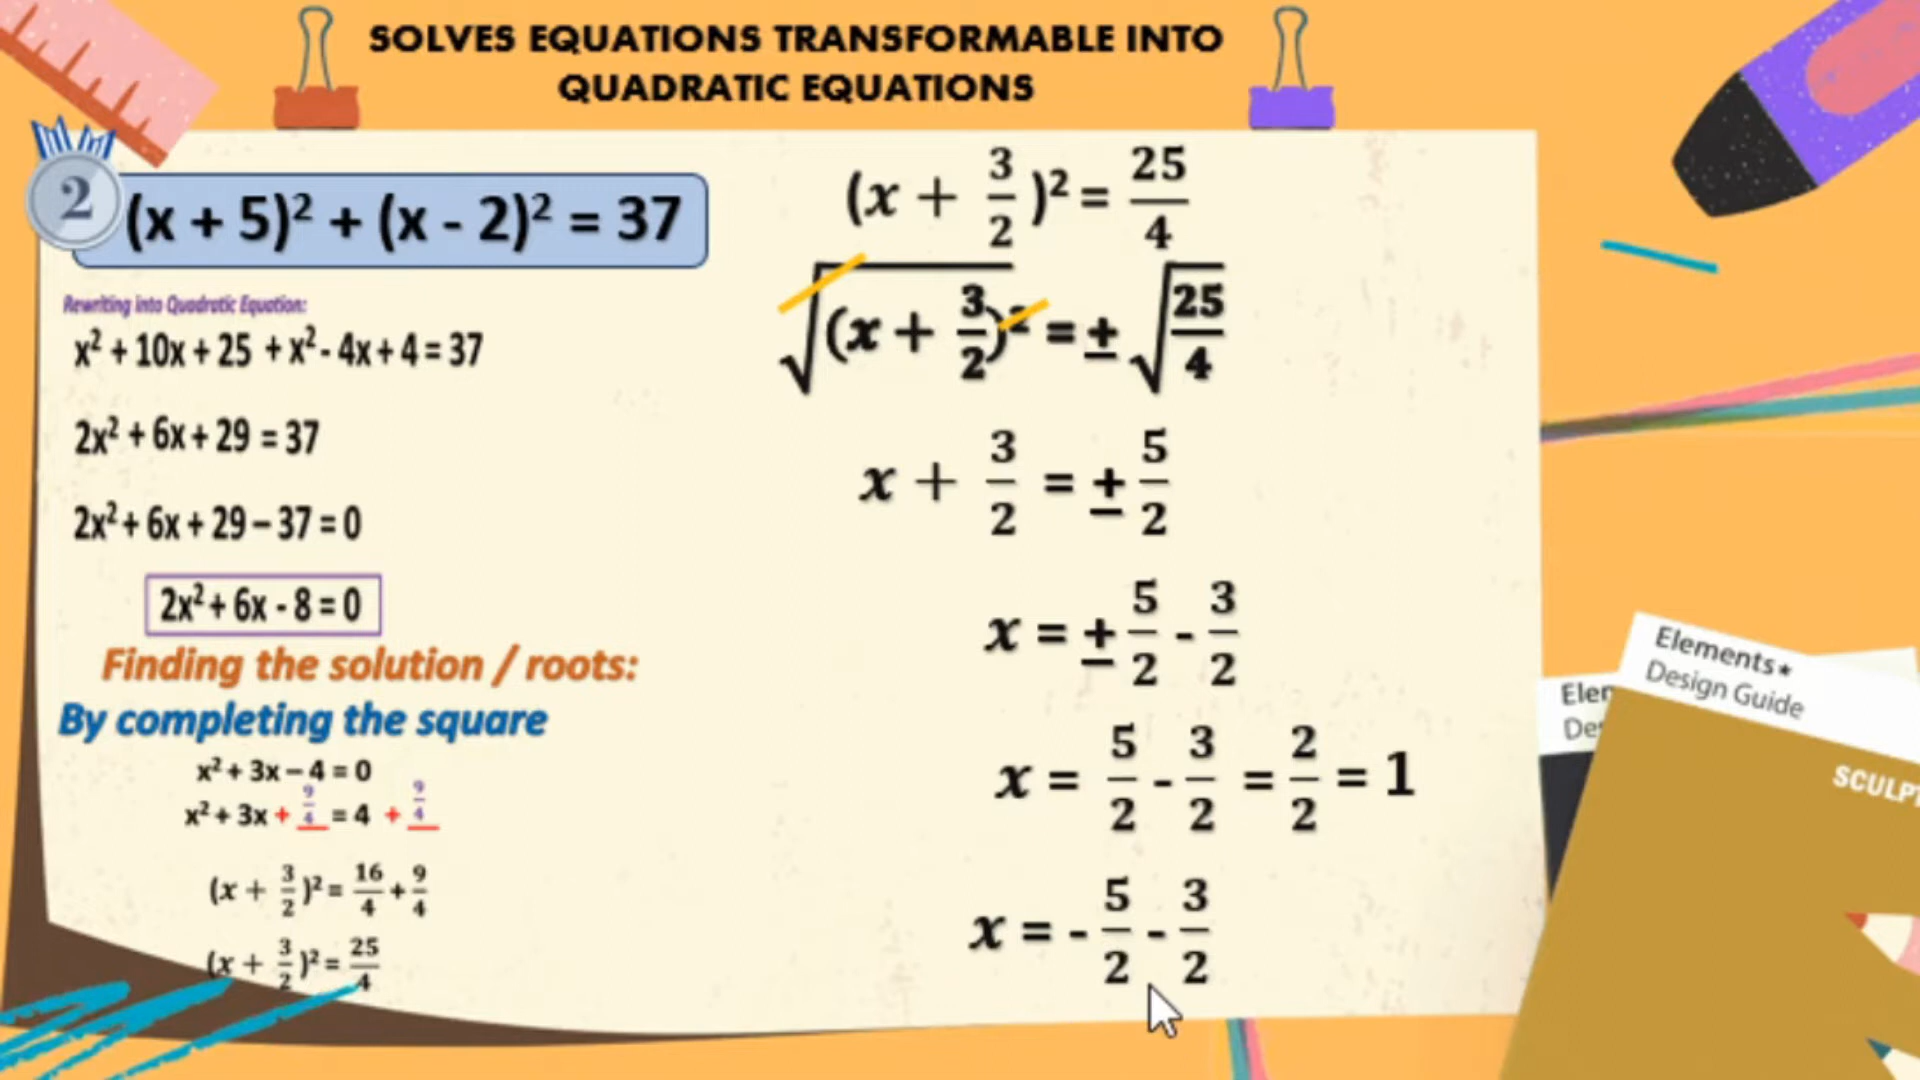 SOLVES EQUATIONS TRANSFORMABLE INTO
QUADRATIC EQUATIONS
2
(x + 5)² + (x - 2)² = 37
Rewriting into Quadratic Equation:
x² + 10x + 25 + x² - 4x + 4 = 37
2x² + 6x + 29 = 37
2x² + 6x + 29 – 37 = 0
2x² + 6x - 8 = 0
Finding the solution / roots:
By completing the square
x² + 3x – 4 = 0
x² + 3x + 9/4 = 4 + 9/4
(x + 3/2)² = 16/4 + 9/4
(x + 3/2)² = 25/4
(x + 3/2)² = 25/4
√(x + 3/2)² = ± √25/4
x + 3/2 = ± 5/2
x = ± 5/2 - 3/2
x = 5/2 - 3/2 = 2/2 = 1
x = - 5/2 - 3/2
Elements★
Design Guide
SCULPT